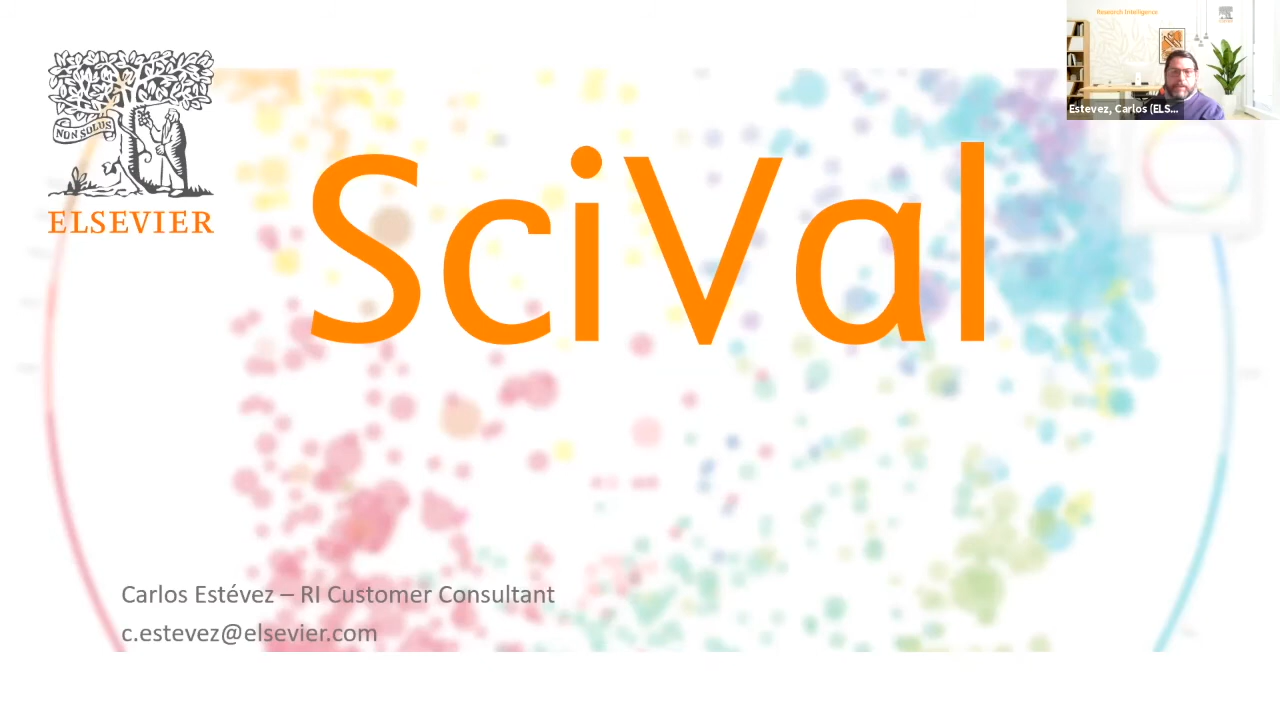 Research Intelligence
Estevez, Carlos (ELS...
NON SOLUS
ELSEVIER
SciVal
Carlos Estévez – RI Customer Consultant
c.estevez@elsevier.com